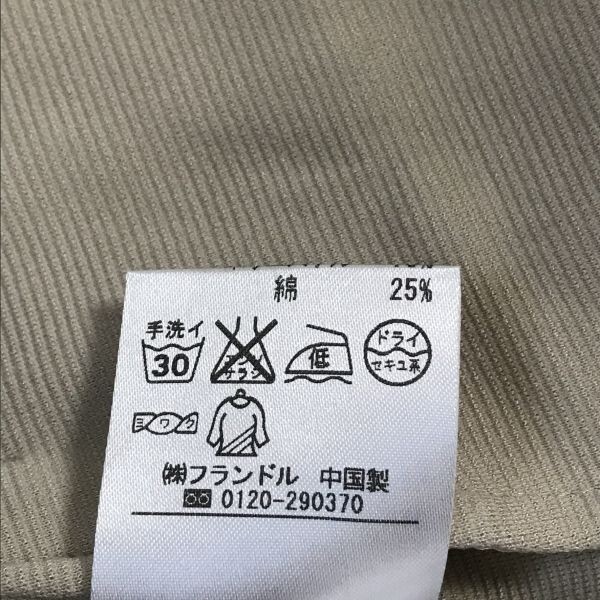 綿 25%
手洗イ
30
エンソ
サラシ
低
ドライ
セキユ系
ヨワク
㈱フランドル 中国製
0120-290370